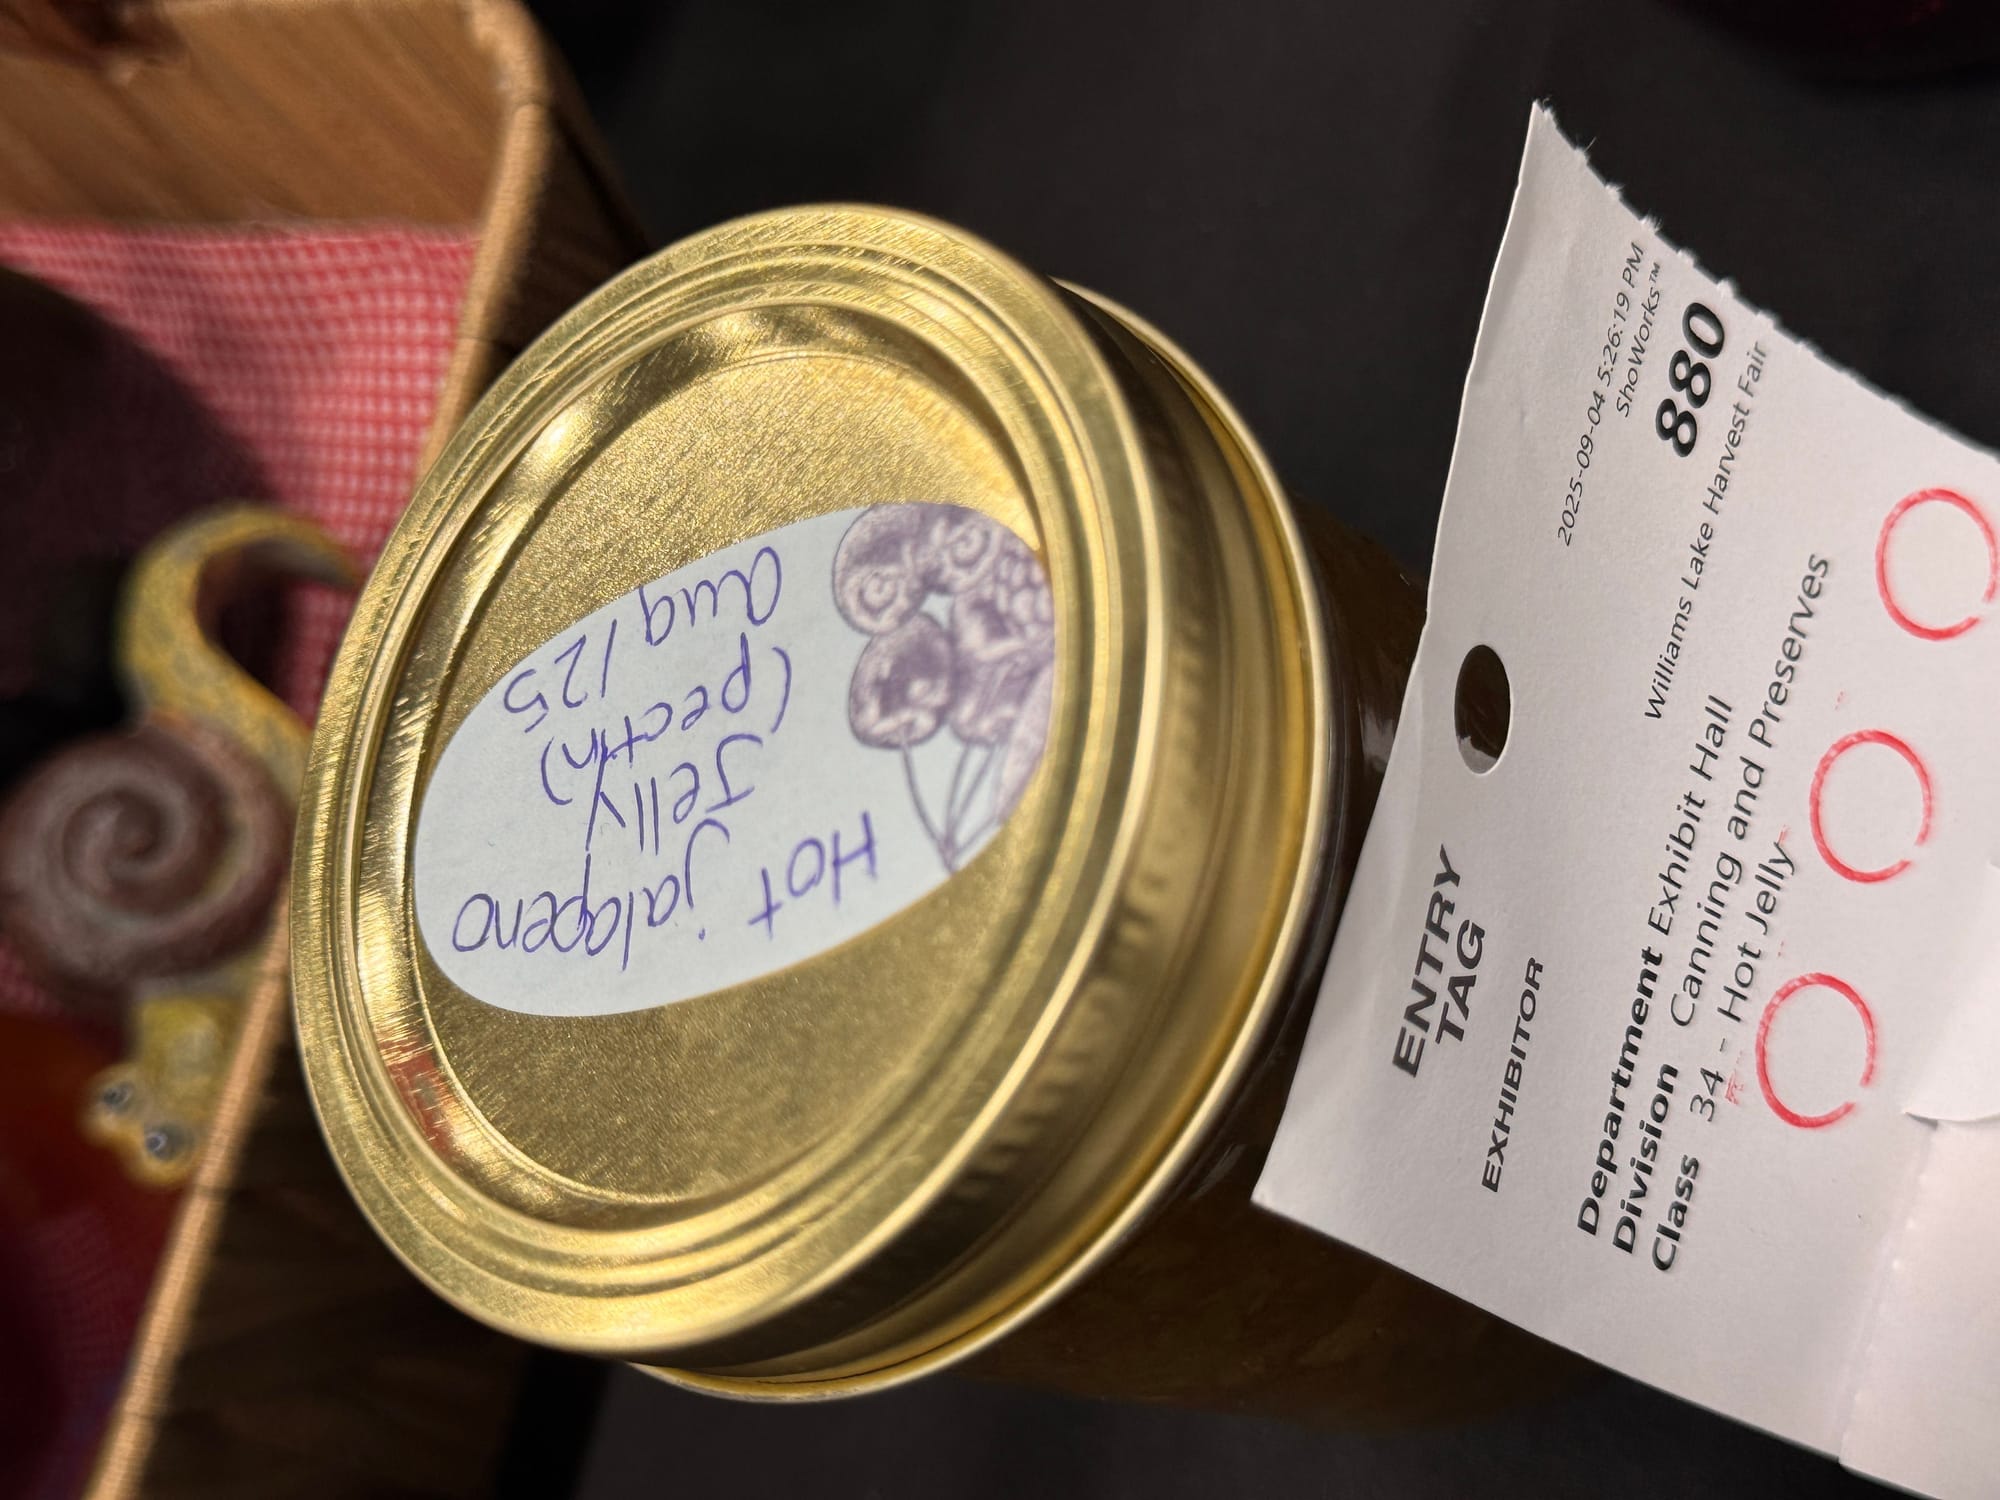 Hot jalapeno
Jelly
(pectin)
Aug/25
2025-09-04 5:26:19 PM
ShoWorks™
880
ENTRY
TAG
Williams Lake Harvest Fair
EXHIBITOR
Department Exhibit Hall
Division Canning and Preserves
Class 34 - Hot Jelly